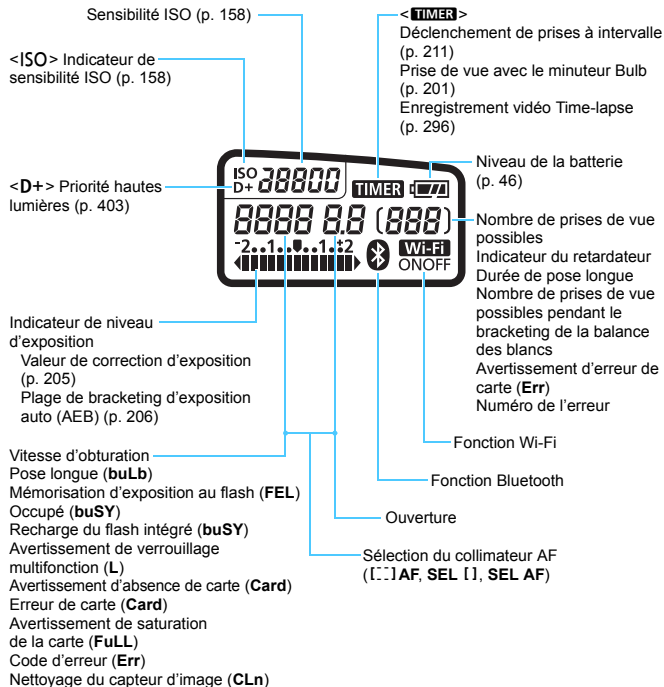 Sensibilité ISO (p. 158)
<ISO> Indicateur de
sensibilité ISO (p. 158)
<D+> Priorité hautes
lumières (p. 403)
<TIMER>
Déclenchement de prises à intervalle
(p. 211)
Prise de vue avec le minuteur Bulb
(p. 201)
Enregistrement vidéo Time-lapse
(p. 296)
Niveau de la batterie
(p. 46)
ISO
D+ 28800 TIMER
8888 8.8 (888)
-2..1..0..1..+2
Wi-Fi
ONOFF
Nombre de prises de vue
possibles
Indicateur du retardateur
Durée de pose longue
Nombre de prises de vue
possibles pendant le
bracketing de la balance
des blancs
Avertissement d'erreur de
carte (Err)
Numéro de l'erreur
Indicateur de niveau
d'exposition
Valeur de correction d'exposition
(p. 205)
Plage de bracketing d'exposition
auto (AEB) (p. 206)
Vitesse d'obturation
Pose longue (buLb)
Mémorisation d'exposition au flash (FEL)
Occupé (buSY)
Recharge du flash intégré (buSY)
Avertissement de verrouillage
multifonction (L)
Avertissement d'absence de carte (Card)
Erreur de carte (Card)
Avertissement de saturation
de la carte (FuLL)
Code d'erreur (Err)
Nettoyage du capteur d'image (CLn)
Fonction Wi-Fi
Fonction Bluetooth
Ouverture
Sélection du collimateur AF
([ ] AF, SEL [ ], SEL AF)